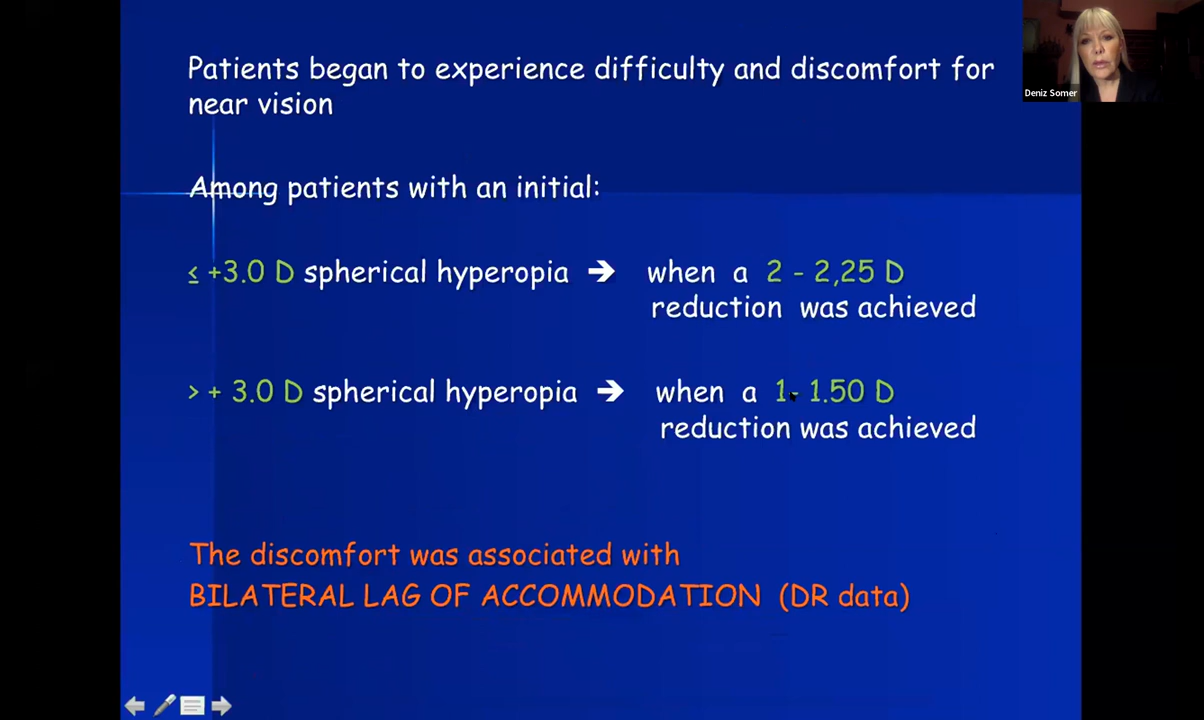 Patients began to experience difficulty and discomfort for
near vision
Deniz Somer
Among patients with an initial:
≤ +3.0 D spherical hyperopia ➔ when a 2 - 2,25 D
reduction was achieved
> + 3.0 D spherical hyperopia ➔ when a 1- 1.50 D
reduction was achieved
The discomfort was associated with
BILATERAL LAG OF ACCOMMODATION (DR data)